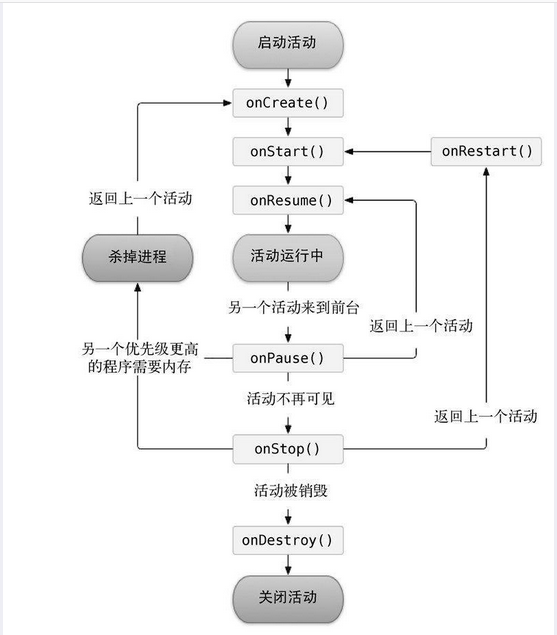 启动活动
onCreate()
onStart()
onRestart()
onResume()
返回上一个活动
杀掉进程
活动运行中
另一个活动来到前台
返回上一个活动
另一个优先级更高
的程序需要内存
onPause()
活动不再可见
返回上一个活动
onStop()
活动被销毁
onDestroy()
关闭活动